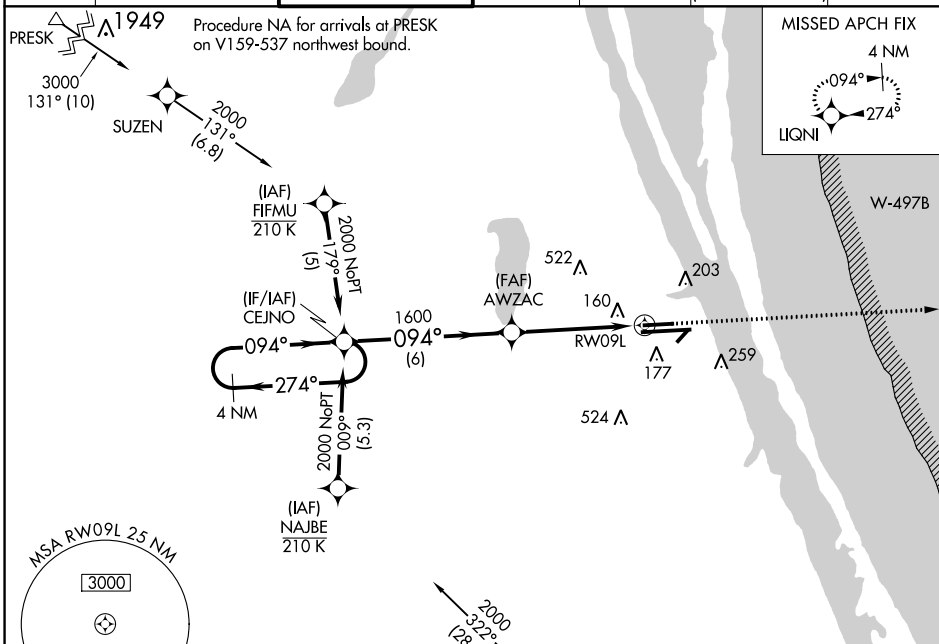 1949
Procedure NA for arrivals at PRESK
on V159-537 northwest bound.
PRESK
3000
131° (10)
SUZEN
2000
131°
(6.8)
MISSED APCH FIX
4 NM
094°
274°
LIQNI
W-497B
(IAF)
FIFMU
210 K
2000 NoPT
179°
(5)
(IF/IAF)
CEJNO
094°
274°
4 NM
1600
094°
(6)
(FAF)
AWZAC
522
203
160
RW09L
177
259
524
2000 NoPT
009°
(5.3)
(IAF)
NAJBE
210 K
MSA RW09L 25 NM
3000
2000
322°
(28